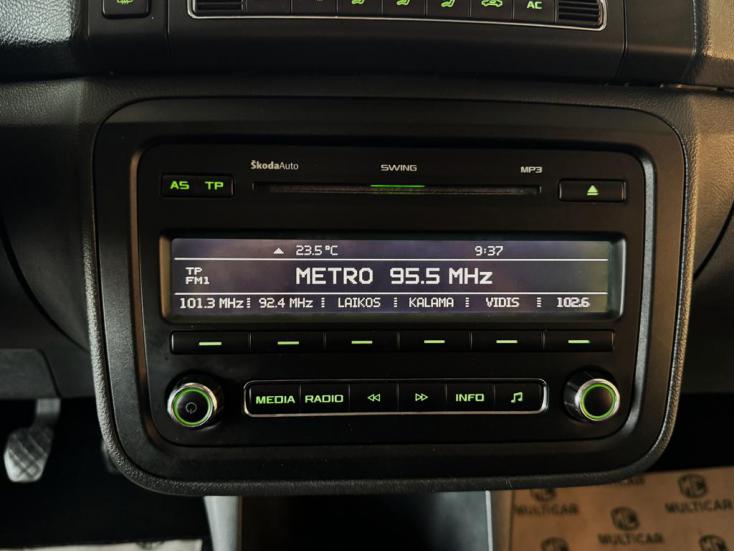 AC
ŠkodaAuto SWING MP3
AS TP
23.5°C 9:37
TP
FM1
METRO 95.5 MHz
101.3 MHz 92.4 MHz LAIKOS KALAMA VIDIS 102.6
MEDIA RADIO INFO
MULTICAR
MULTICAR
MULTICAR